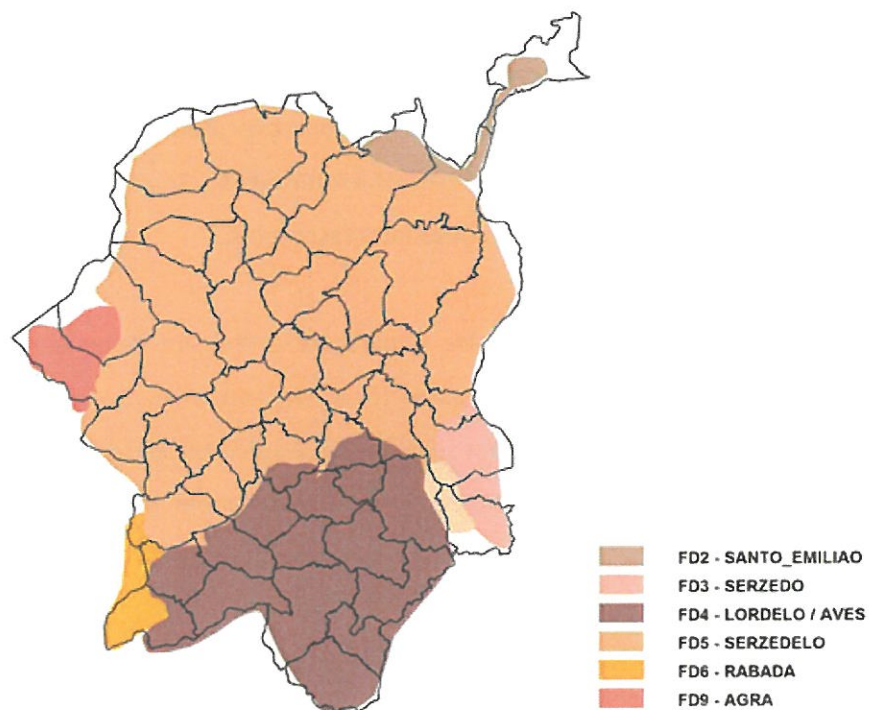 FD2 - SANTO_EMILIAO
FD3 - SERZEDO
FD4 - LORDELO / AVES
FD5 - SERZEDELO
FD6 - RABADA
FD9 - AGRA